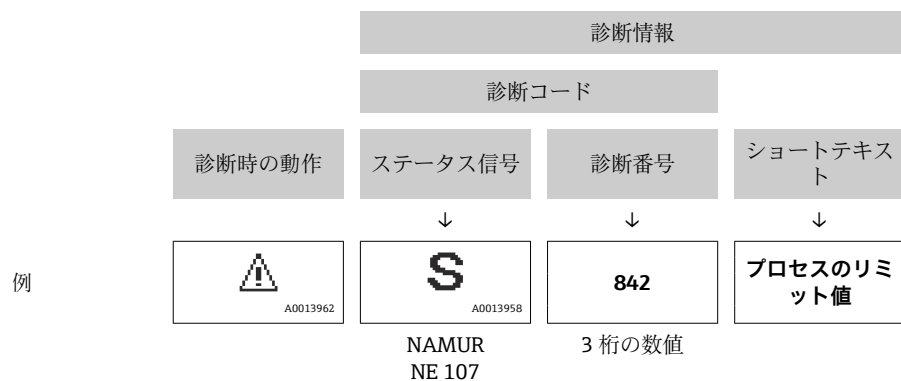 診断情報
診断コード
診断時の動作
ステータス信号
診断番号
ショートテキス
ト
↓
↓
↓
例
A0013962
S
A0013958
842
プロセスのリミ
ット値
NAMUR
NE 107
3 桁の数値